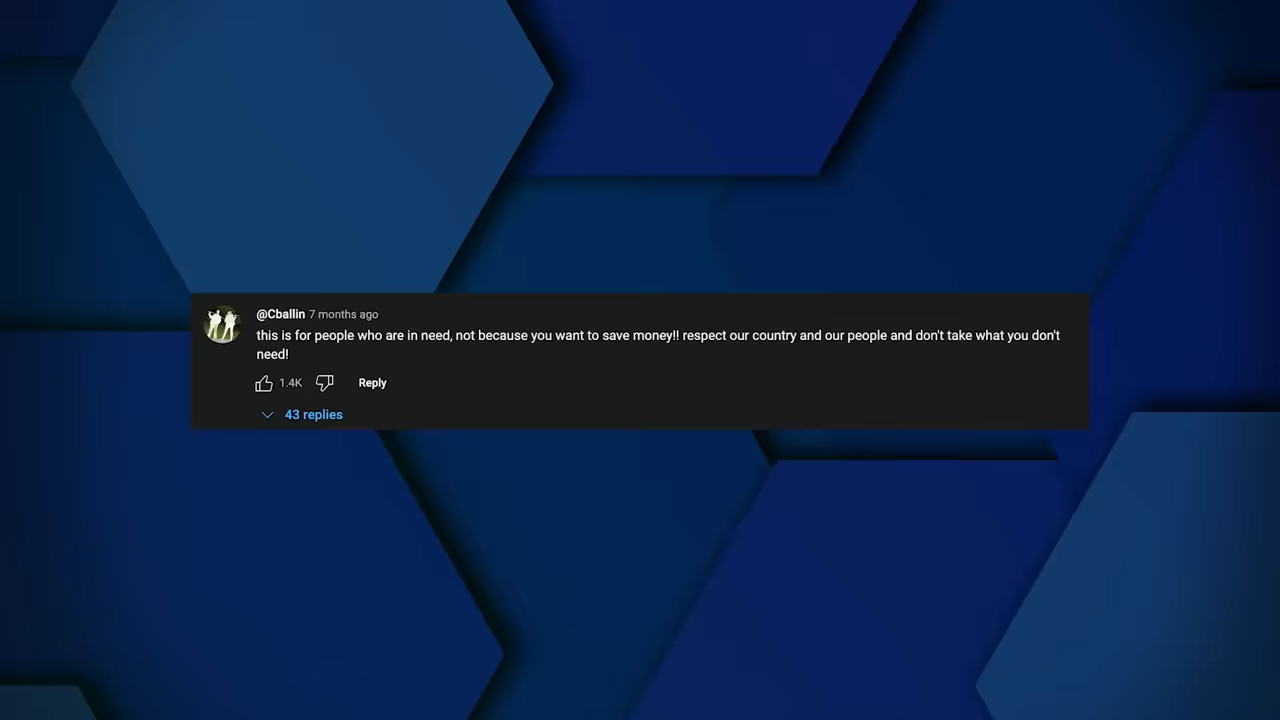 @Cballin 7 months ago
this is for people who are in need, not because you want to save money!! respect our country and our people and don't take what you don't
need!
1.4K Reply
43 replies